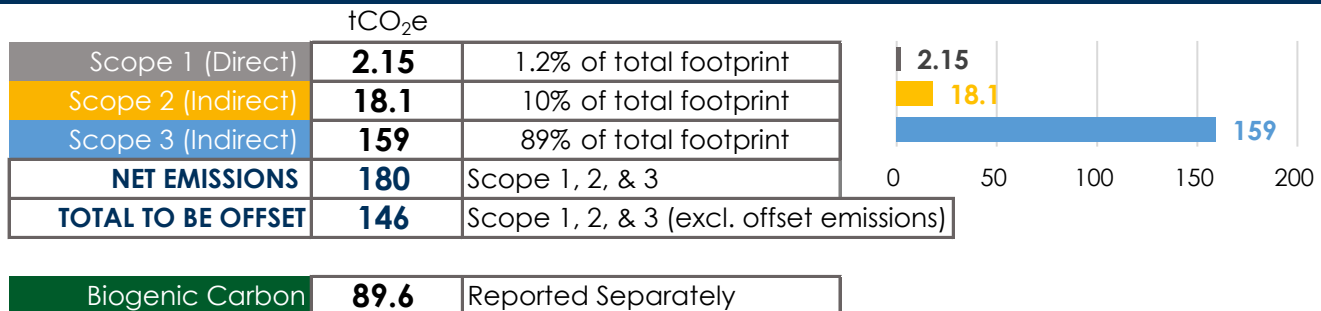 tCO₂e
Scope 1 (Direct) 2.15 1.2% of total footprint
Scope 2 (Indirect) 18.1 10% of total footprint
Scope 3 (Indirect) 159 89% of total footprint
NET EMISSIONS 180 Scope 1, 2, & 3
TOTAL TO BE OFFSET 146 Scope 1, 2, & 3 (excl. offset emissions)
Biogenic Carbon 89.6 Reported Separately
2.15
18.1
159
0 50 100 150 200